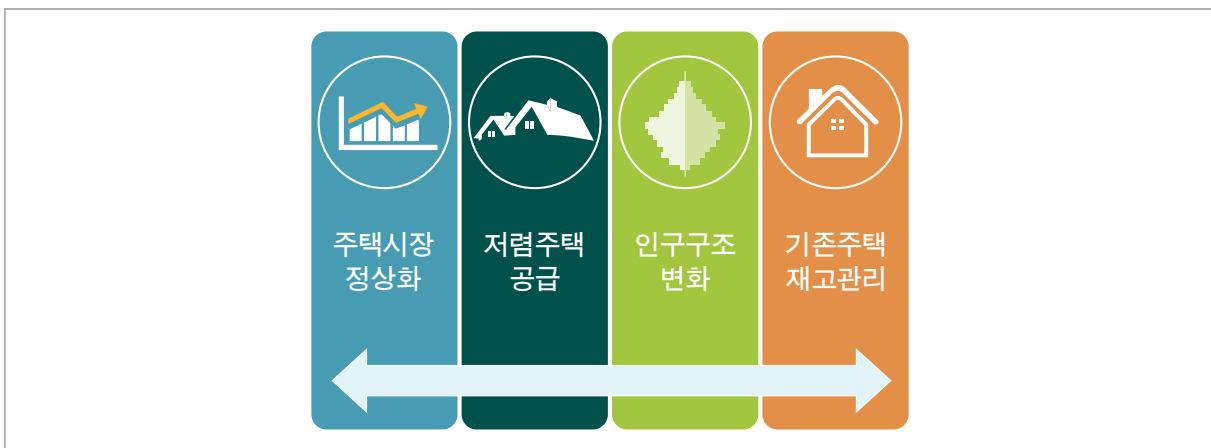 주택시장
정상화
저렴주택
공급
인구구조
변화
기존주택
재고관리